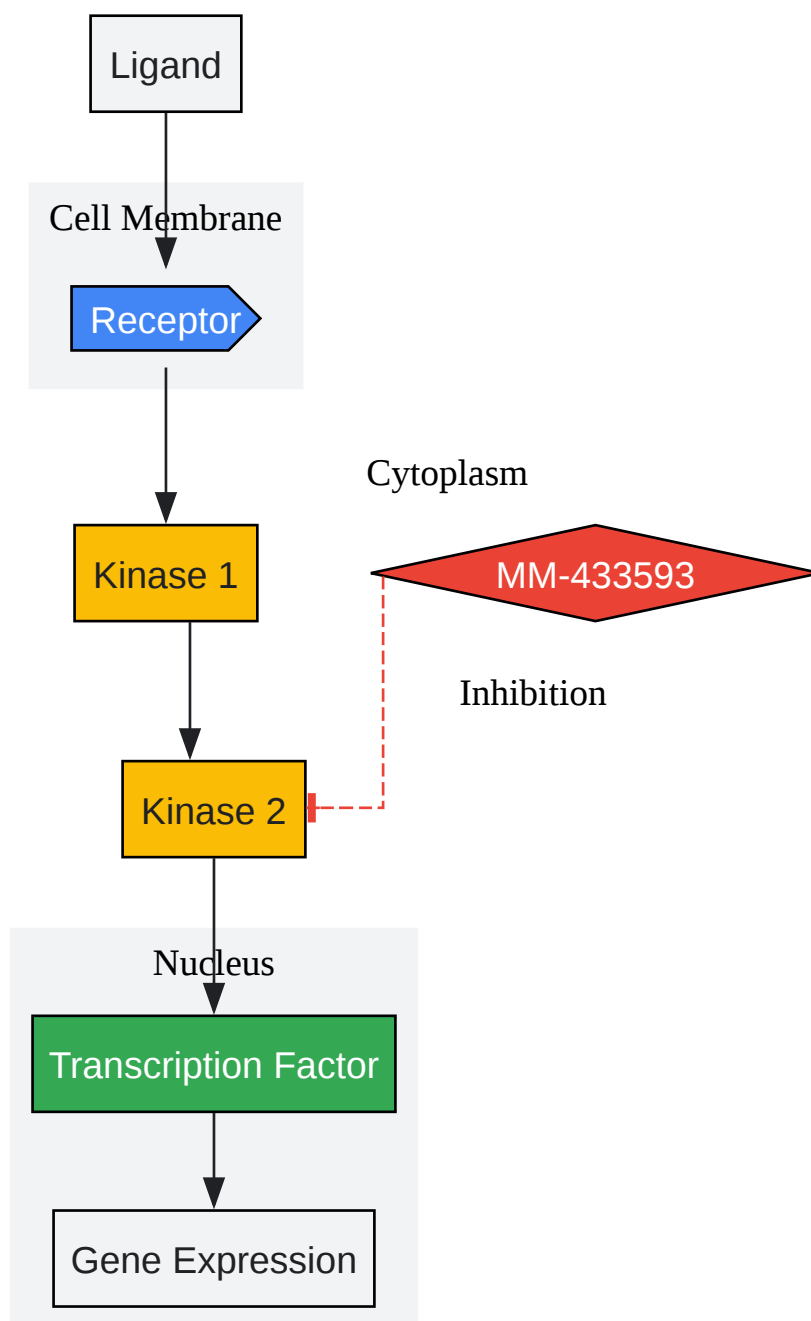 Ligand
Cell Membrane
Receptor
Cytoplasm
Kinase 1
MM-433593
Inhibition
Kinase 2
Nucleus
Transcription Factor
Gene Expression